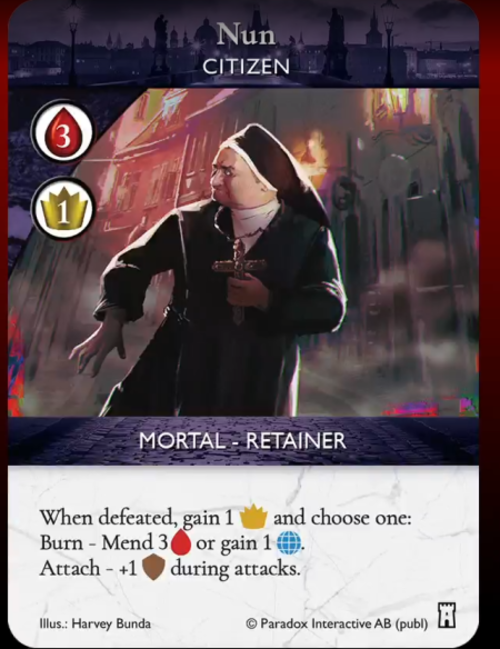 Nun
CITIZEN
3
1
MORTAL - RETAINER
When defeated, gain 1 and choose one:
Burn - Mend 3 or gain 1.
Attach - +1 during attacks.
Illus.: Harvey Bunda © Paradox Interactive AB (publ)